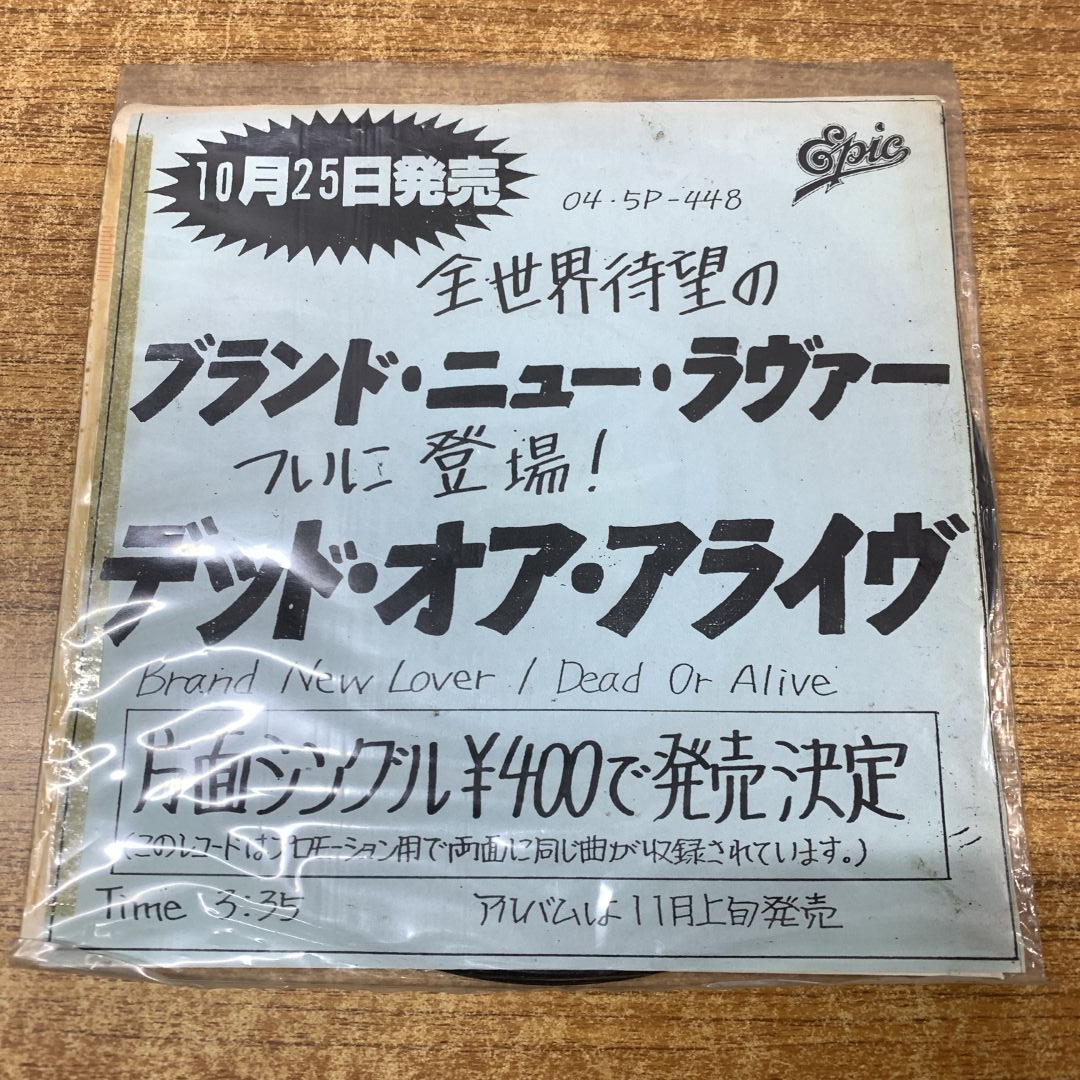 10月25日発売
Epic
04・5P-448
全世界待望の
ブランド・ニュー・ラヴァー
ついに 登場!
デッド・オア・アライヴ
Brand New Lover / Dead Or Alive
片面シングル¥400で発売決定
(このレコードはプロモーション用で両面に同じ曲が収録されています。)
Time 3:35
アルバムは11月上旬発売